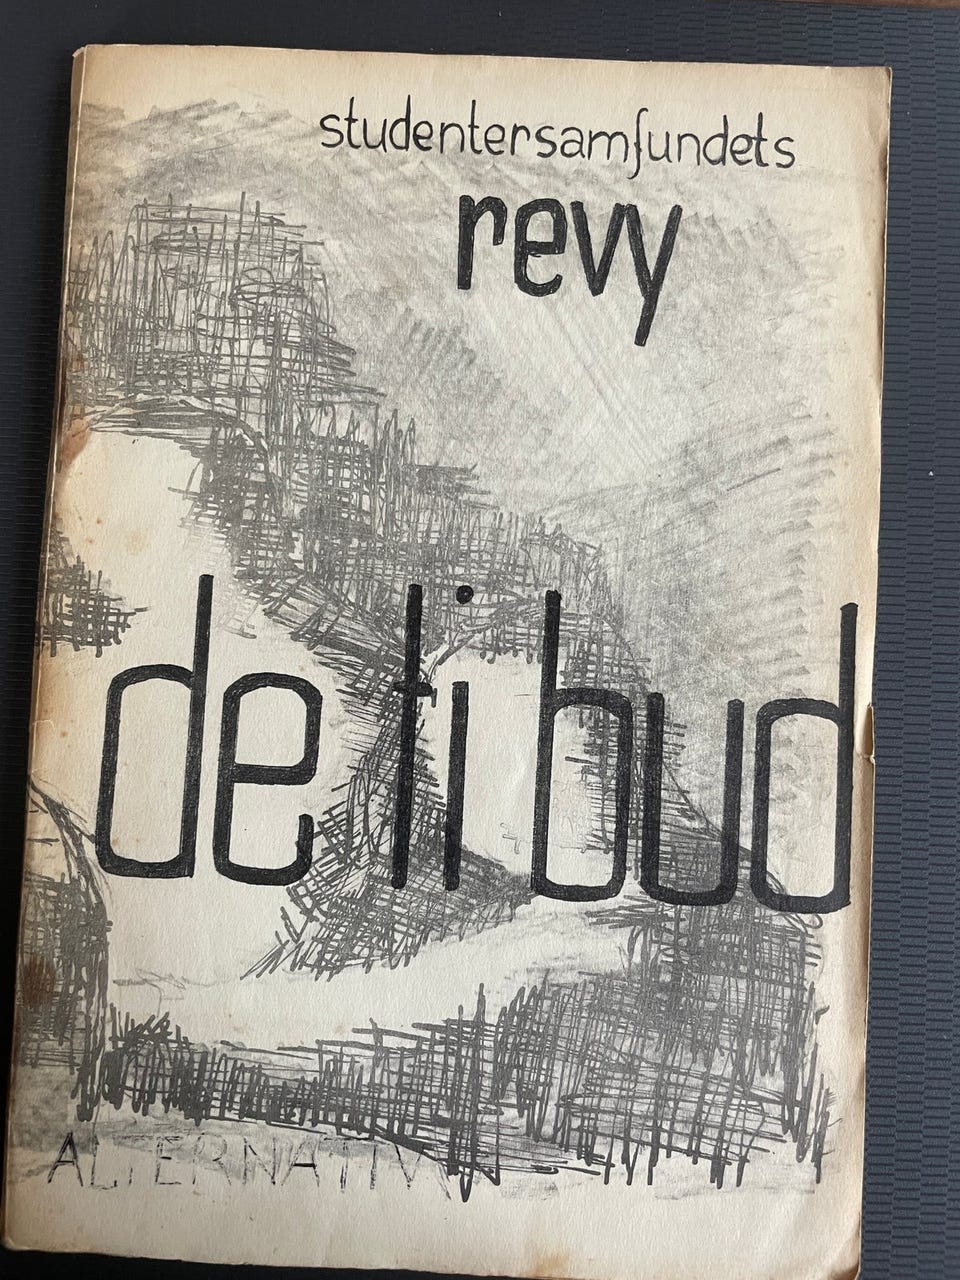 studentersamfundets
revy
de ti bud
ALTERNATIV